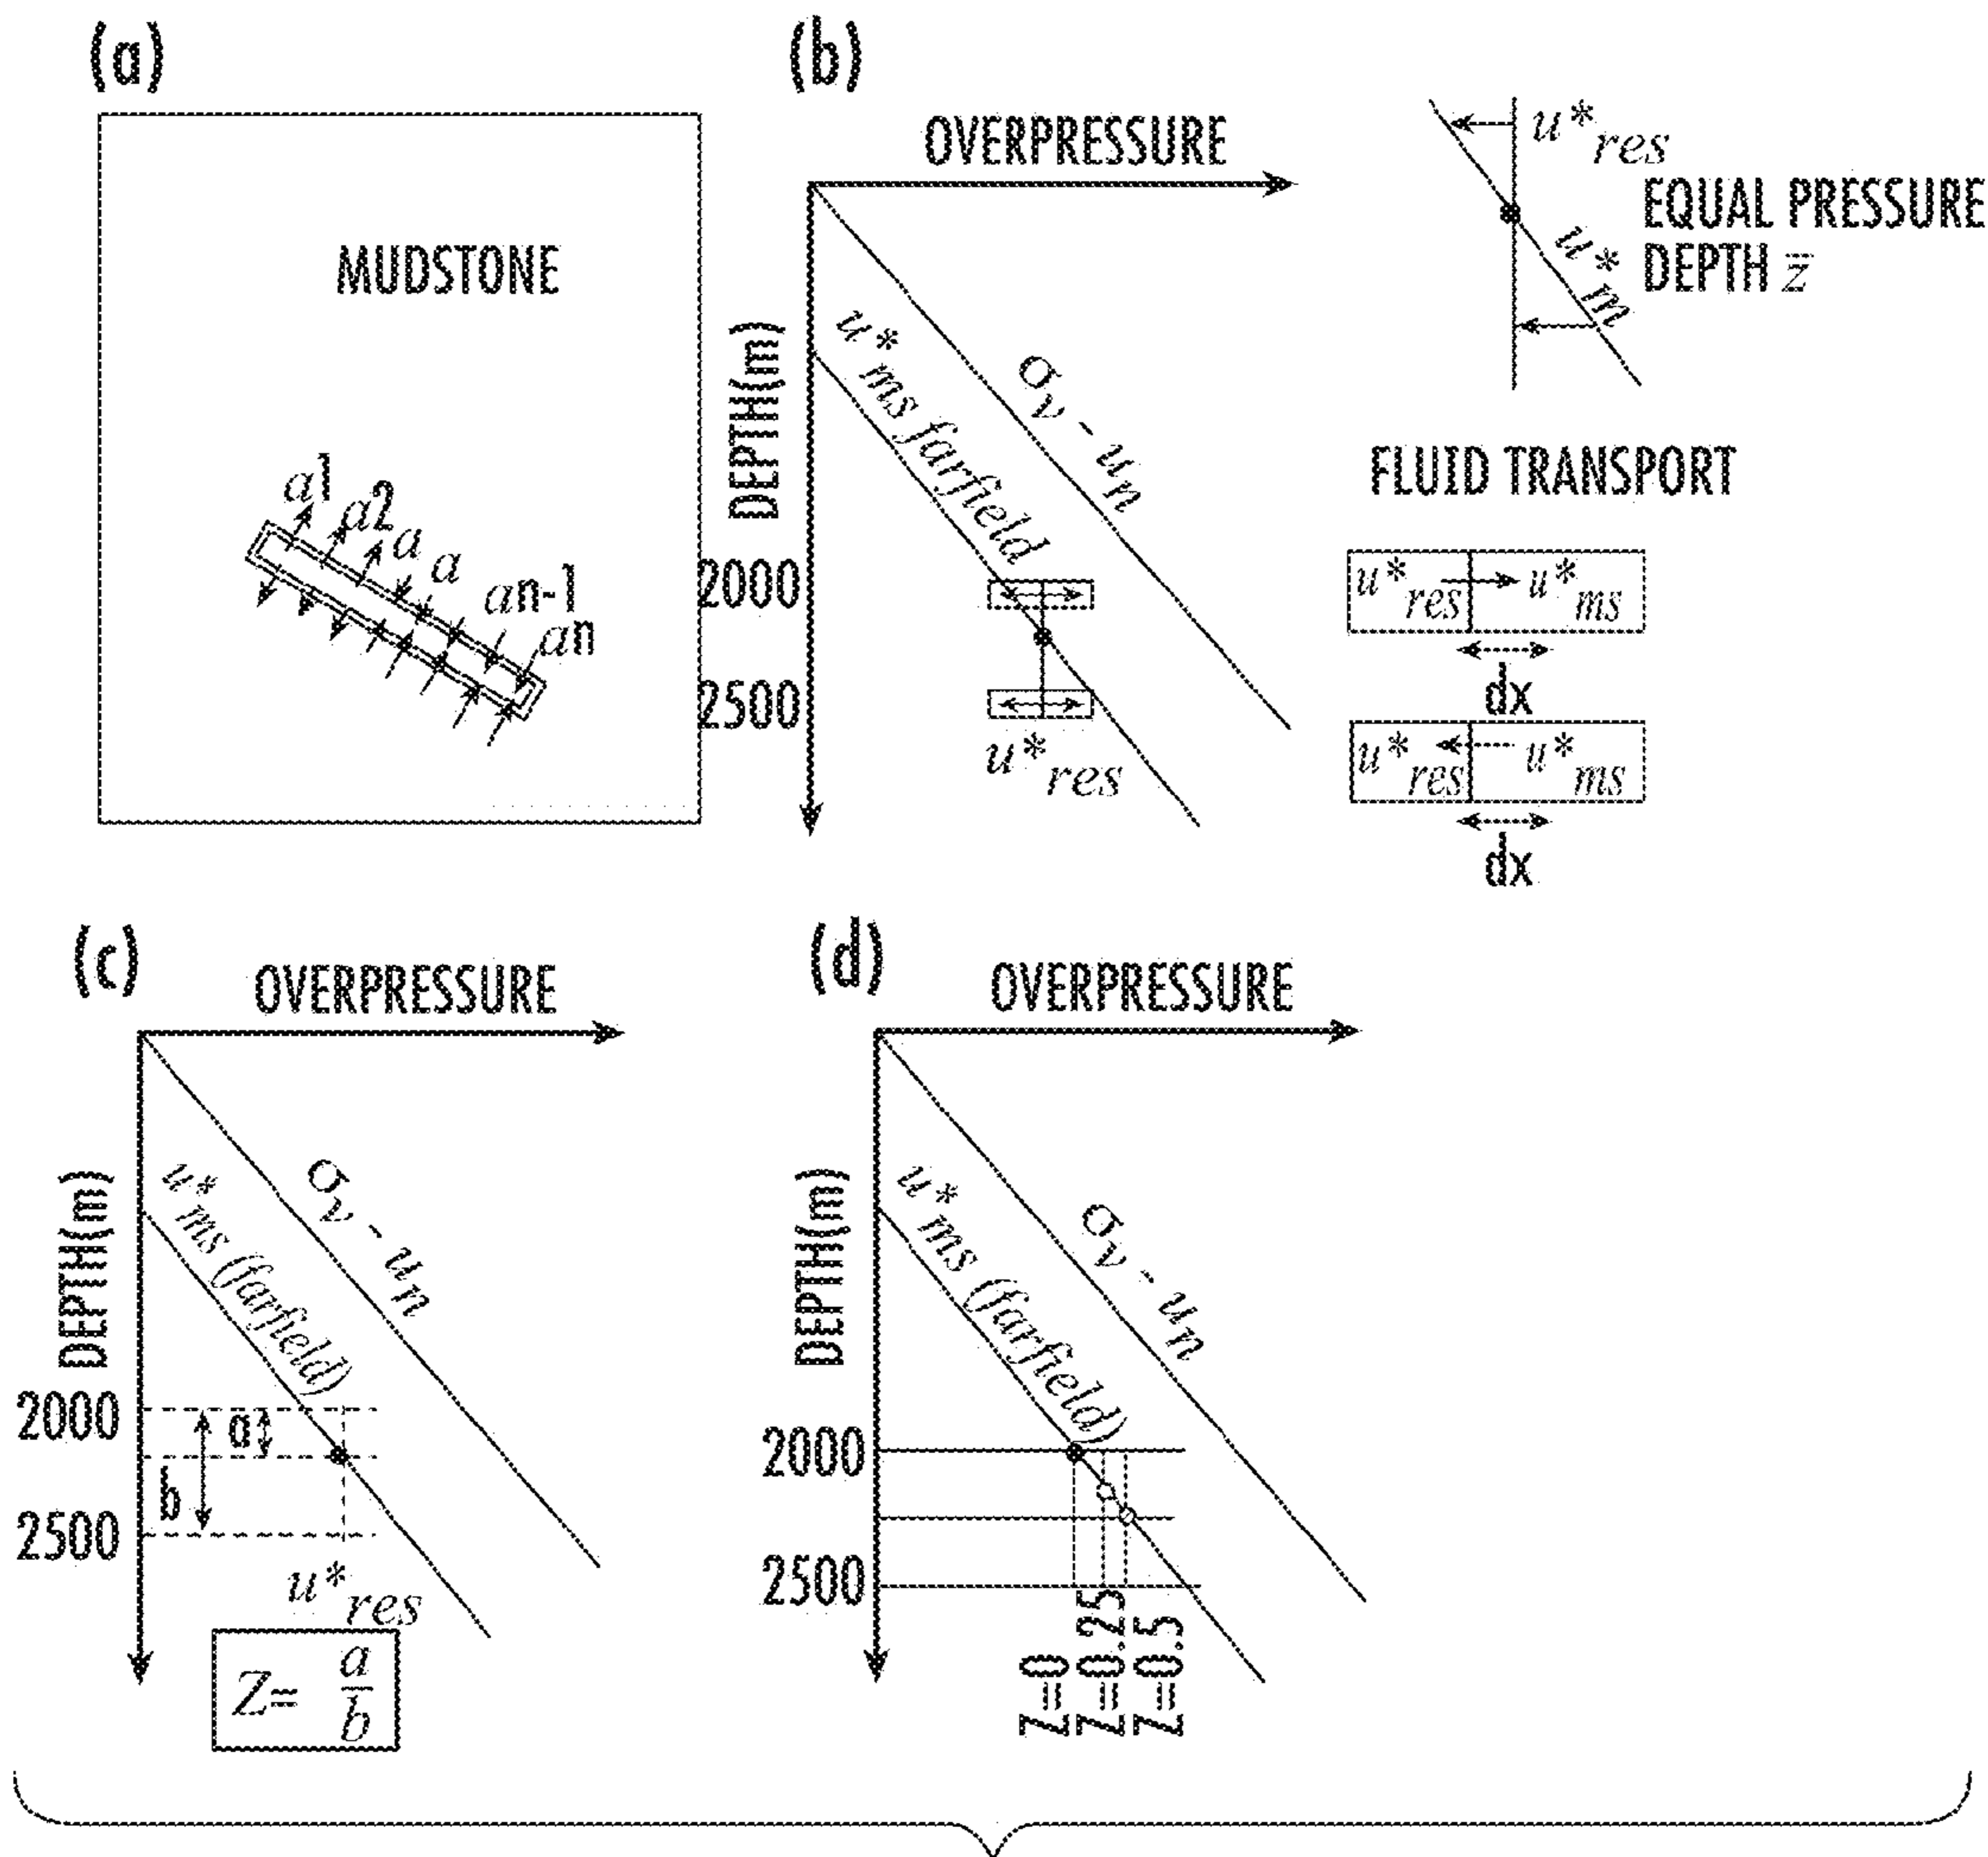 (a)
MUDSTONE
a1
a2
a
a
an-1
an
(b)
OVERPRESSURE
DEPTH(m)
u*ms farfield
σv - un
2000
2500
u*res
u*res
EQUAL PRESSURE
DEPTH z̄
u*m
FLUID TRANSPORT
u*res
u*ms
dx
u*res
u*ms
dx
(c)
OVERPRESSURE
DEPTH(m)
u*ms (farfield)
σv - un
2000
a
b
2500
u*res
Z= a/b
(d)
OVERPRESSURE
DEPTH(m)
u*ms (farfield)
σv - un
2000
2500
Z=0
Z=0.25
Z=0.5